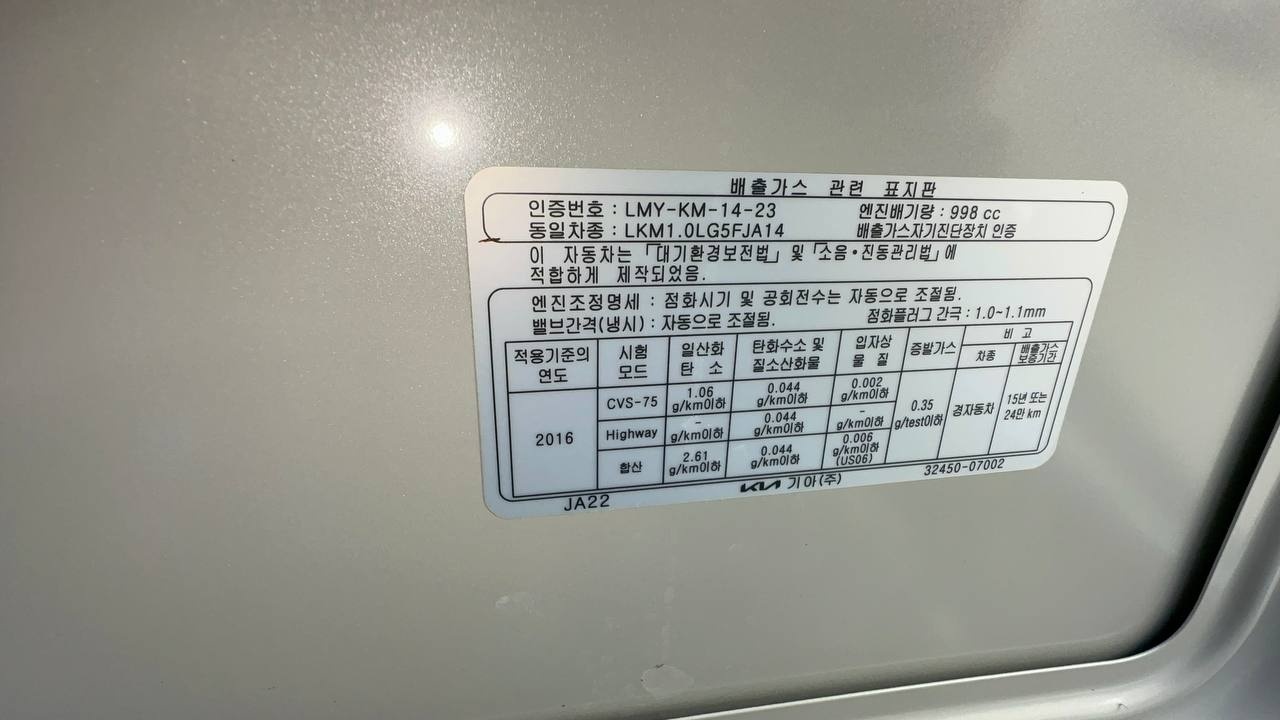 배출가스 관련 표지판
인증번호 : LMY-KM-14-23 엔진배기량 : 998 cc
동일차종 : LKM1.0LG5FJA14 배출가스자기진단장치 인증
이 자동차는 「대기환경보전법」 및 「소음·진동관리법」에
적합하게 제작되었음.
엔진조정명세 : 점화시기 및 공회전수는 자동으로 조절됨.
밸브간격(냉시) : 자동으로 조절됨. 점화플러그 간극 : 1.0~1.1mm
적용기준의 연도 시험 모드 일산화 탄소 탄화수소 및 질소산화물 입자상 물질 증발가스 비고
차종 배출가스 보증기간
2016 CVS-75 1.06 g/km이하 0.044 g/km이하 0.002 g/km이하 0.35 g/test이하 경자동차 15년 또는 24만 km
Highway - g/km이하 0.044 g/km이하 - g/km이하
합산 2.61 g/km이하 0.044 g/km이하 0.006 g/km이하 (US06)
JA22 KIA 기아(주) 32450-07002